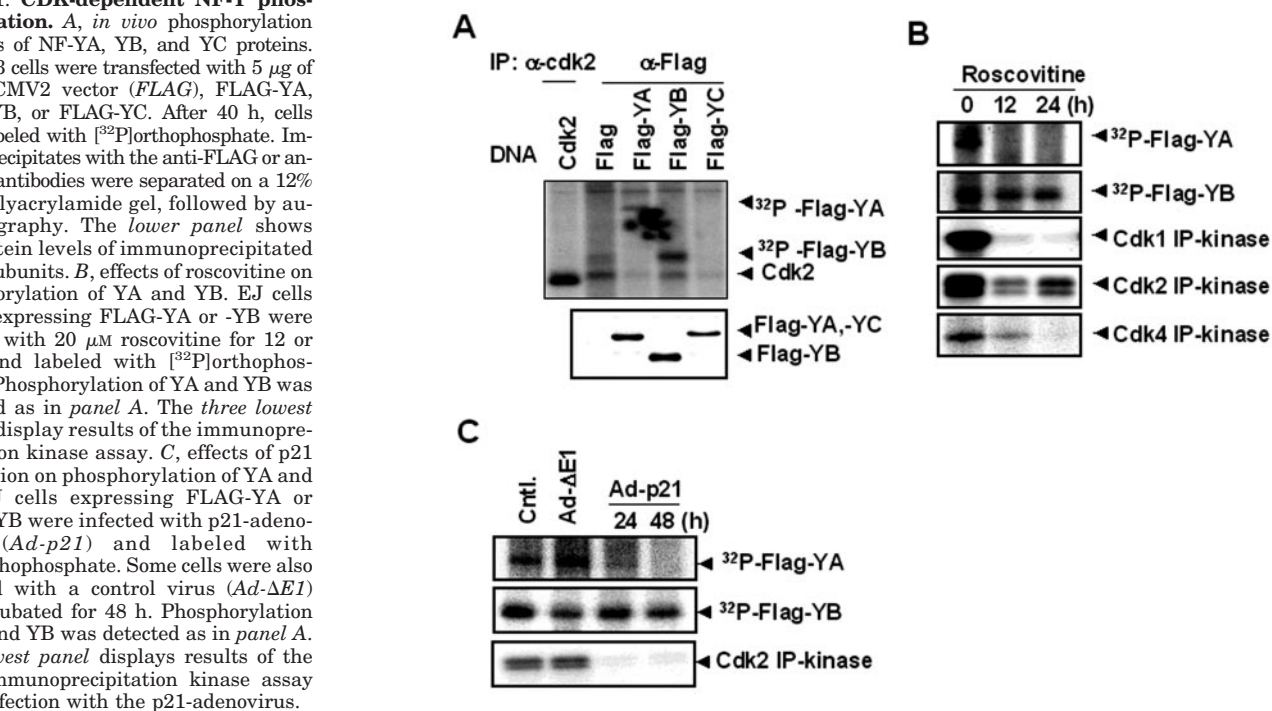 CDK-dependent NF-Y phos-
ation. A, in vivo phosphorylation
s of NF-YA, YB, and YC proteins.
3 cells were transfected with 5 μg of
CMV2 vector (FLAG), FLAG-YA,
YB, or FLAG-YC. After 40 h, cells
beled with [³²P]orthophosphate. Im-
ecipitates with the anti-FLAG or an-
antibodies were separated on a 12%
lyacrylamide gel, followed by au-
graphy. The lower panel shows
tein levels of immunoprecipitated
ubunits. B, effects of roscovitine on
orylation of YA and YB. EJ cells
expressing FLAG-YA or -YB were
with 20 μM roscovitine for 12 or
nd labeled with [³²P]orthophos-
Phosphorylation of YA and YB was
d as in panel A. The three lowest
display results of the immunopre-
on kinase assay. C, effects of p21
ion on phosphorylation of YA and
J cells expressing FLAG-YA or
YB were infected with p21-adeno-
(Ad-p21) and labeled with
hophosphate. Some cells were also
d with a control virus (Ad-ΔE1)
ubated for 48 h. Phosphorylation
nd YB was detected as in panel A.
west panel displays results of the
mmunoprecipitation kinase assay
fection with the p21-adenovirus.
A
IP: α-cdk2 α-Flag
DNA Cdk2 Flag Flag-YA Flag-YB Flag-YC
³²P -Flag-YA
³²P -Flag-YB
Cdk2
Flag-YA,-YC
Flag-YB
B
Roscovitine
0 12 24 (h)
³²P-Flag-YA
³²P-Flag-YB
Cdk1 IP-kinase
Cdk2 IP-kinase
Cdk4 IP-kinase
C
Cntl. Ad-ΔE1 Ad-p21
24 48 (h)
³²P-Flag-YA
³²P-Flag-YB
Cdk2 IP-kinase